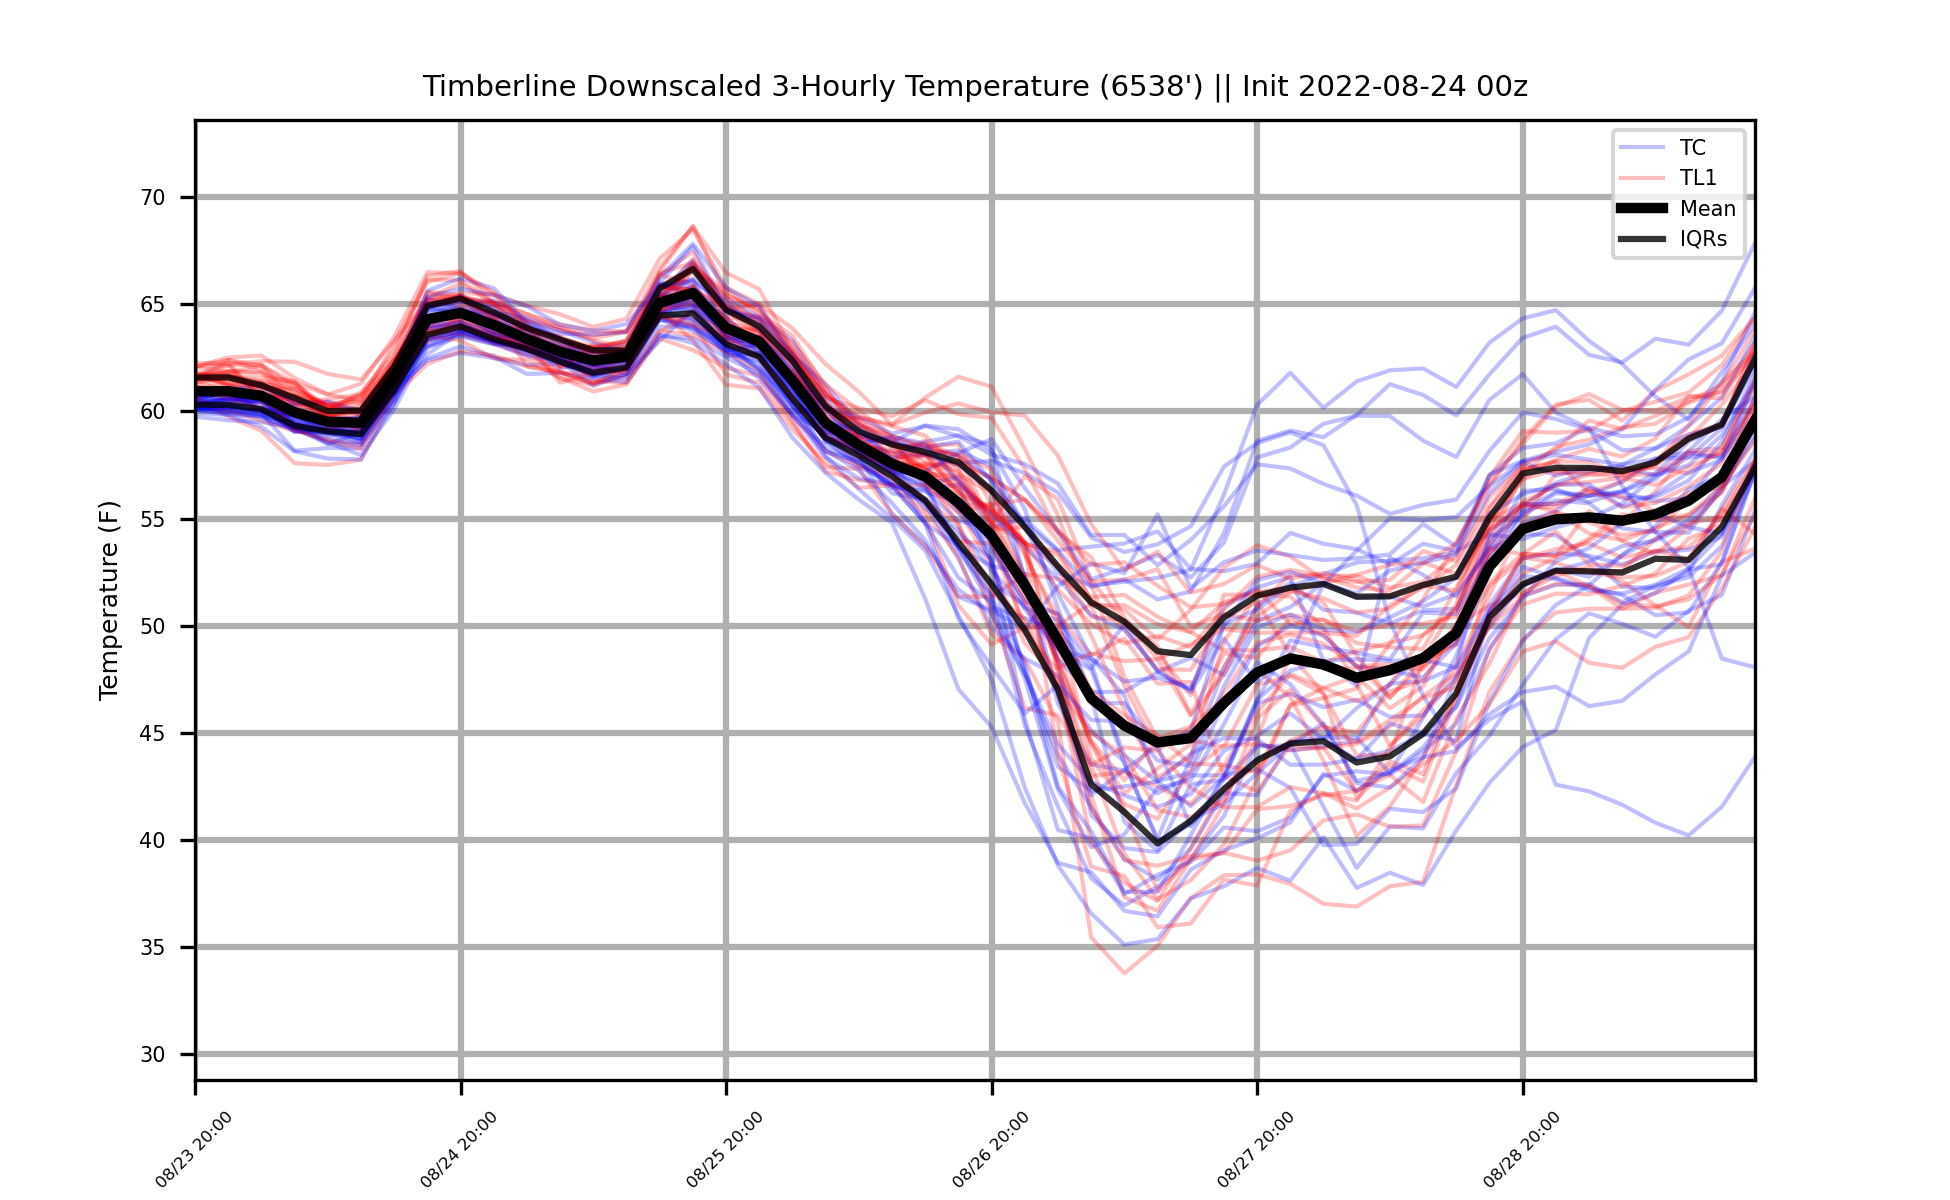 Timberline Downscaled 3-Hourly Temperature (6538') || Init 2022-08-24 00z
TC
TL1
Mean
IQRs
Temperature (F)
70
65
60
55
50
45
40
35
30
08/23 20:00
08/24 20:00
08/25 20:00
08/26 20:00
08/27 20:00
08/28 20:00